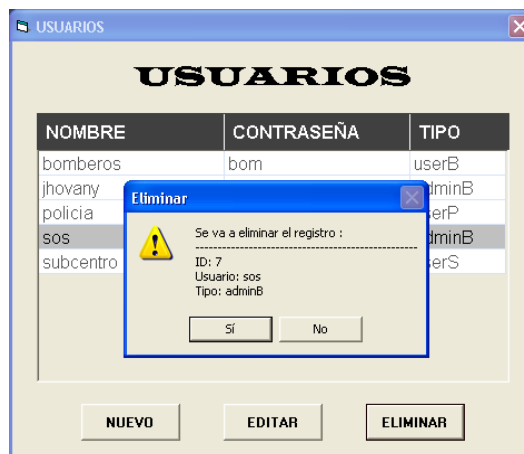 USUARIOS
USUARIOS
NOMBRE CONTRASEÑA TIPO
bomberos bom userB
jhovany
policia
sos
subcentro
Eliminar
Se va a eliminar el registro :
ID: 7
Usuario: sos
Tipo: adminB
Sí No
NUEVO EDITAR ELIMINAR